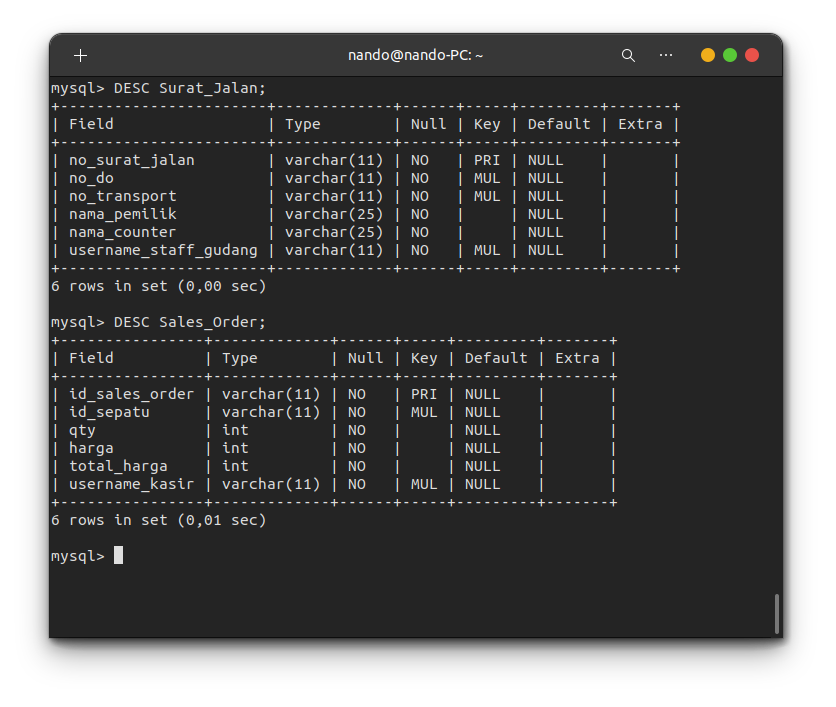 nando@nando-PC: ~
mysql> DESC Surat_Jalan;
+-----------------------+-------------+------+-----+---------+-------+
| Field                 | Type        | Null | Key | Default | Extra |
+-----------------------+-------------+------+-----+---------+-------+
| no_surat_jalan        | varchar(11) | NO   | PRI | NULL    |       |
| no_do                 | varchar(11) | NO   | MUL | NULL    |       |
| no_transport          | varchar(11) | NO   | MUL | NULL    |       |
| nama_pemilik          | varchar(25) | NO   |     | NULL    |       |
| nama_counter          | varchar(25) | NO   |     | NULL    |       |
| username_staff_gudang | varchar(11) | NO   | MUL | NULL    |       |
+-----------------------+-------------+------+-----+---------+-------+
6 rows in set (0,00 sec)
mysql> DESC Sales_Order;
+----------------+-------------+------+-----+---------+-------+
| Field          | Type        | Null | Key | Default | Extra |
+----------------+-------------+------+-----+---------+-------+
| id_sales_order | varchar(11) | NO   | PRI | NULL    |       |
| id_sepatu      | varchar(11) | NO   | MUL | NULL    |       |
| qty            | int         | NO   |     | NULL    |       |
| harga          | int         | NO   |     | NULL    |       |
| total_harga    | int         | NO   |     | NULL    |       |
| username_kasir | varchar(11) | NO   | MUL | NULL    |       |
+----------------+-------------+------+-----+---------+-------+
6 rows in set (0,01 sec)
mysql>